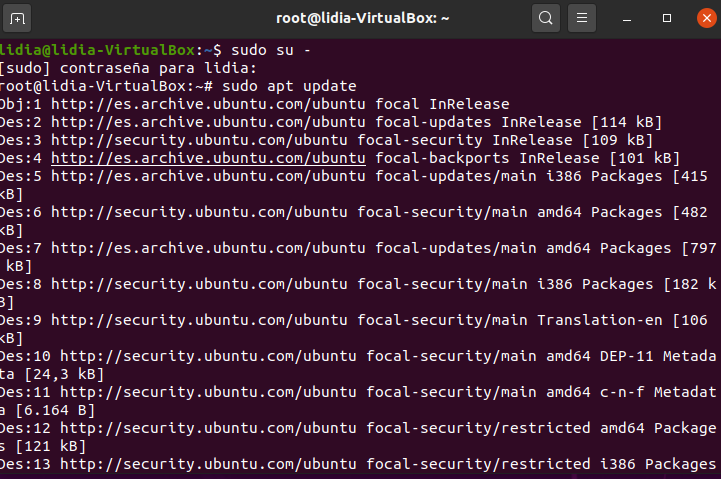 root@lidia-VirtualBox: ~
lidia@lidia-VirtualBox:~$ sudo su -
[sudo] contraseña para lidia:
root@lidia-VirtualBox:~# sudo apt update
Obj:1 http://es.archive.ubuntu.com/ubuntu focal InRelease
Des:2 http://es.archive.ubuntu.com/ubuntu focal-updates InRelease [114 kB]
Des:3 http://security.ubuntu.com/ubuntu focal-security InRelease [109 kB]
Des:4 http://es.archive.ubuntu.com/ubuntu focal-backports InRelease [101 kB]
Des:5 http://es.archive.ubuntu.com/ubuntu focal-updates/main i386 Packages [415
kB]
Des:6 http://security.ubuntu.com/ubuntu focal-security/main amd64 Packages [482
kB]
Des:7 http://es.archive.ubuntu.com/ubuntu focal-updates/main amd64 Packages [797
kB]
Des:8 http://security.ubuntu.com/ubuntu focal-security/main i386 Packages [182 k
B]
Des:9 http://security.ubuntu.com/ubuntu focal-security/main Translation-en [106
kB]
Des:10 http://security.ubuntu.com/ubuntu focal-security/main amd64 DEP-11 Metada
ta [24,3 kB]
Des:11 http://security.ubuntu.com/ubuntu focal-security/main amd64 c-n-f Metadat
a [6.164 B]
Des:12 http://security.ubuntu.com/ubuntu focal-security/restricted amd64 Package
s [121 kB]
Des:13 http://security.ubuntu.com/ubuntu focal-security/restricted i386 Packages